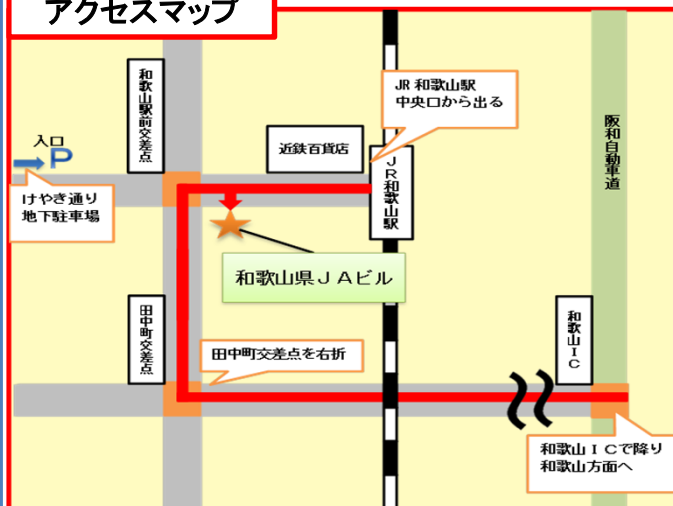 アクセスマップ
和歌山駅前交差点
JR 和歌山駅
中央口から出る
近鉄百貨店
阪和自動車道
入口
P
JR和歌山駅
けやき通り
地下駐車場
和歌山県ＪＡビル
田中町交差点
和歌山ＩＣ
田中町交差点を右折
和歌山ＩＣで降り
和歌山方面へ